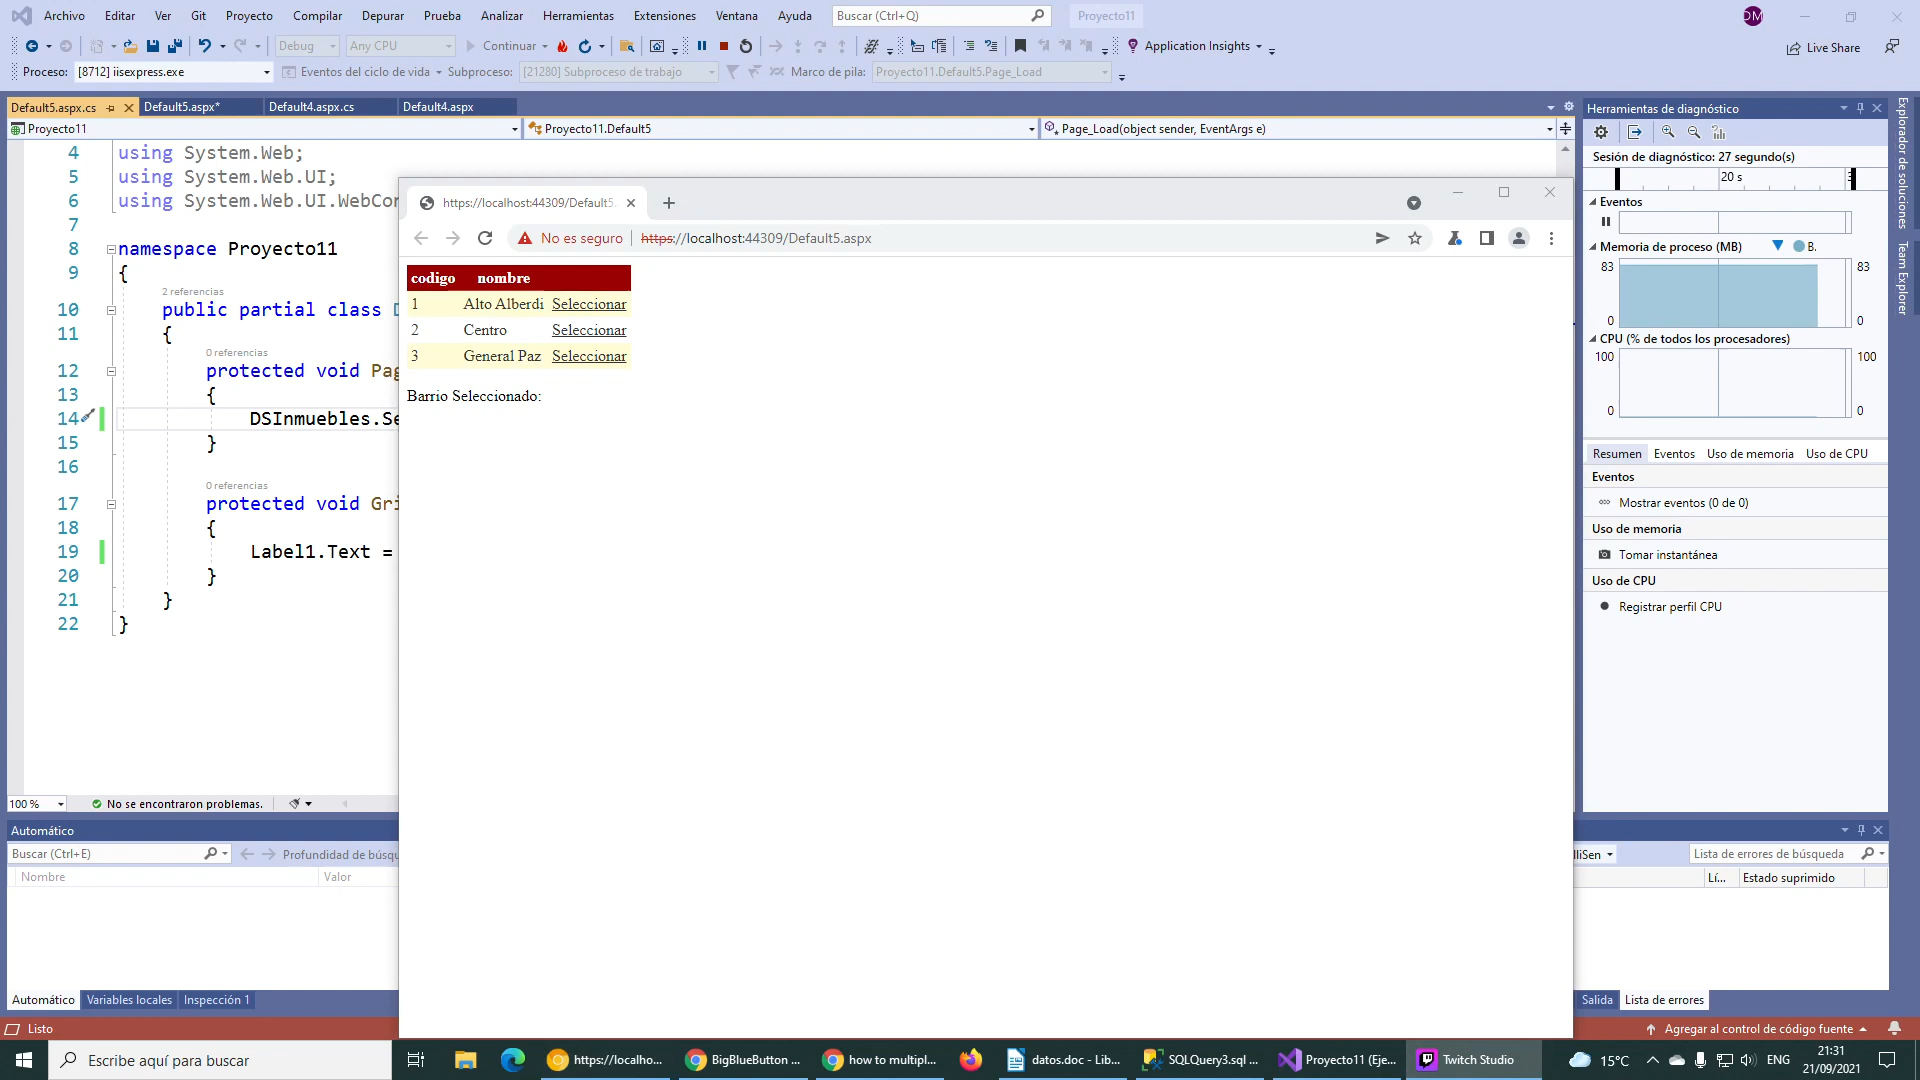 Archivo Editar Ver Git Proyecto Compilar Depurar Prueba Analizar Herramientas Extensiones Ventana Ayuda Buscar (Ctrl+Q) Proyecto11 DM
Debug Any CPU Continuar Application Insights Live Share
Proceso: [8712] iisexpress.exe Eventos del ciclo de vida Subproceso: [21280] Subproceso de trabajo Marco de pila: Proyecto11.Default5.Page_Load
Default5.aspx.cs Default5.aspx* Default4.aspx.cs Default4.aspx
Proyecto11 Proyecto11.Default5 Page_Load(object sender, EventArgs e)
4 using System.Web;
5 using System.Web.UI;
6 using System.Web.UI.WebCon
7
8 namespace Proyecto11
9 {
2 referencias
10 public partial class D
11 {
0 referencias
12 protected void Pag
13 {
14 DSInmuebles.Se
15 }
16
0 referencias
17 protected void Gri
18 {
19 Label1.Text =
20 }
21 }
22 }
100 % No se encontraron problemas.
https://localhost:44309/Default5.
No es seguro https://localhost:44309/Default5.aspx
codigo nombre
1 Alto Alberdi Seleccionar
2 Centro Seleccionar
3 General Paz Seleccionar
Barrio Seleccionado:
Herramientas de diagnóstico
Sesión de diagnóstico: 27 segundo(s)
20 s 3
Eventos
Memoria de proceso (MB) B.
83 83
0 0
CPU (% de todos los procesadores)
100 100
0 0
Resumen Eventos Uso de memoria Uso de CPU
Eventos
Mostrar eventos (0 de 0)
Uso de memoria
Tomar instantánea
Uso de CPU
Registrar perfil CPU
Explorador de soluciones
Team Explorer
Automático
Buscar (Ctrl+E) Profundidad de búsqu
Nombre Valor
Automático Variables locales Inspección 1
lliSen Lista de errores de búsqueda
Lí... Estado suprimido
Salida Lista de errores
Listo Agregar al control de código fuente
Escribe aquí para buscar https://localho... BigBlueButton ... how to multipl... datos.doc - Lib... SQLQuery3.sql ... Proyecto11 (Eje... Twitch Studio 15°C ENG 21:31
21/09/2021